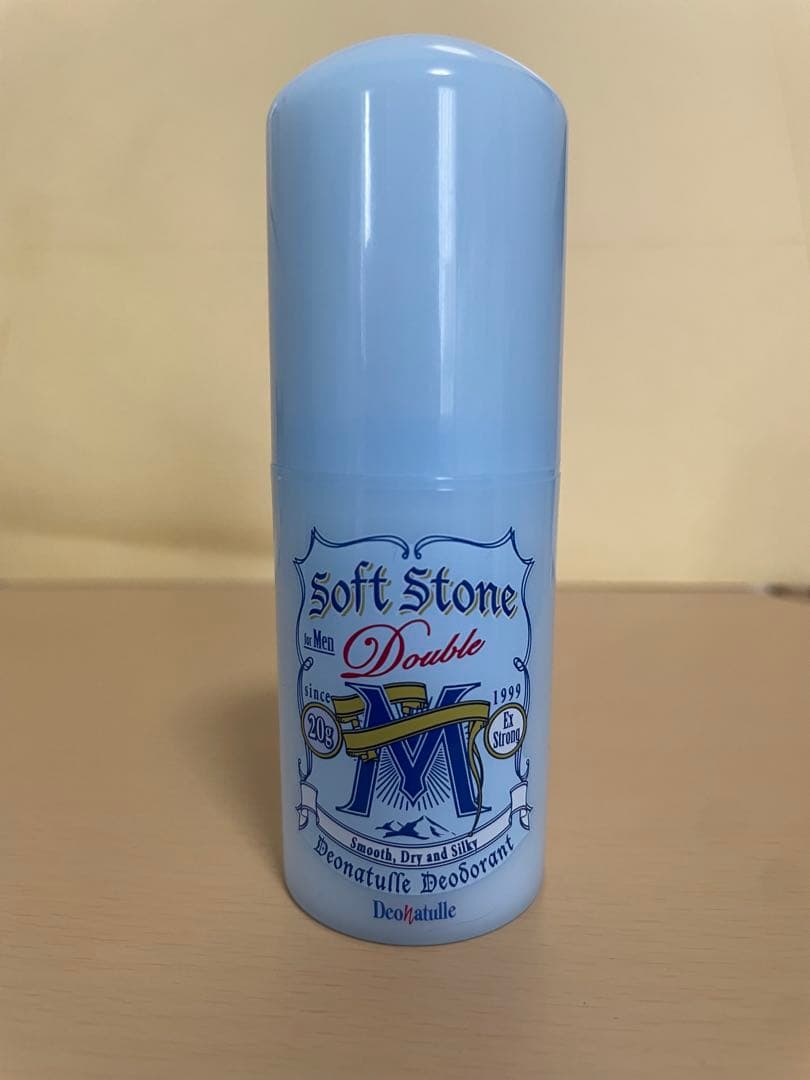 Soft Stone
for Men
Double
since 1999
20g
M
Ex
Strong
Smooth, Dry and Silky
Deonatulle Deodorant
Deonatulle